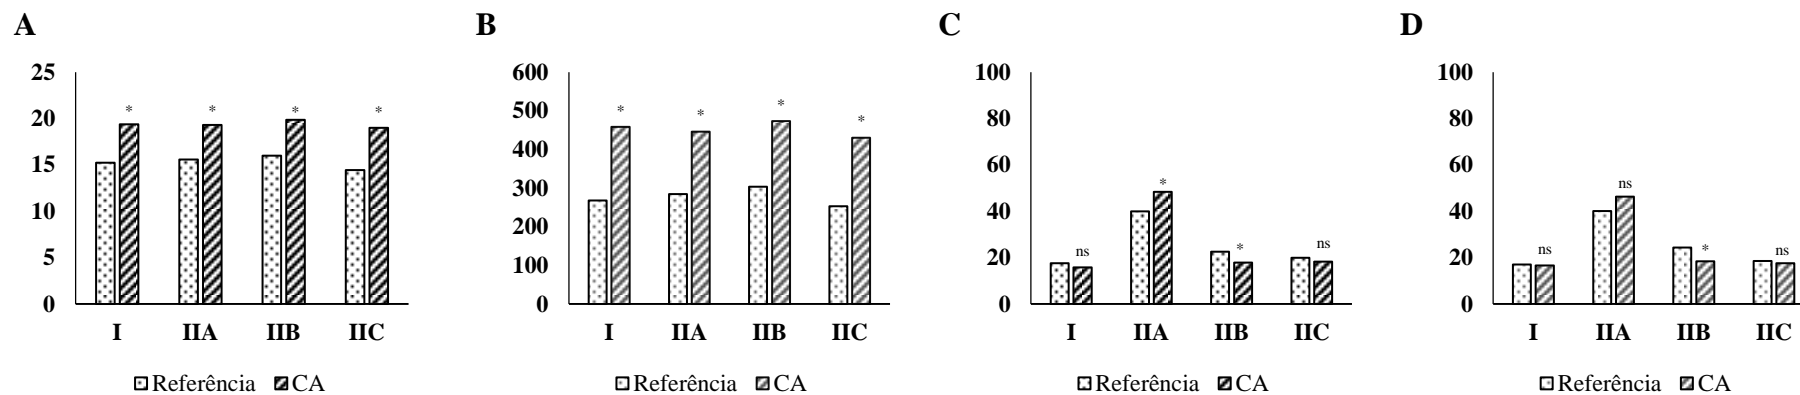 A
25
20
15
10
5
0
* * * *
I IIA IIB IIC
Referência CA
B
600
500
400
300
200
100
0
* * * *
I IIA IIB IIC
Referência CA
C
100
80
60
40
20
0
ns * * ns
I IIA IIB IIC
Referência CA
D
100
80
60
40
20
0
ns ns * ns
I IIA IIB IIC
Referência CA